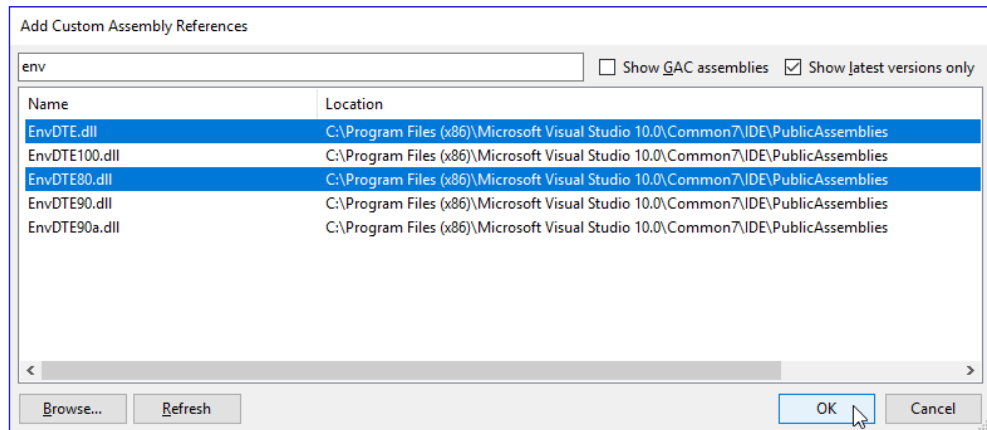 Add Custom Assembly References
env Show GAC assemblies Show latest versions only
Name Location
EnvDTE.dll C:\Program Files (x86)\Microsoft Visual Studio 10.0\Common7\IDE\PublicAssemblies
EnvDTE100.dll C:\Program Files (x86)\Microsoft Visual Studio 10.0\Common7\IDE\PublicAssemblies
EnvDTE80.dll C:\Program Files (x86)\Microsoft Visual Studio 10.0\Common7\IDE\PublicAssemblies
EnvDTE90.dll C:\Program Files (x86)\Microsoft Visual Studio 10.0\Common7\IDE\PublicAssemblies
EnvDTE90a.dll C:\Program Files (x86)\Microsoft Visual Studio 10.0\Common7\IDE\PublicAssemblies
Browse... Refresh OK Cancel